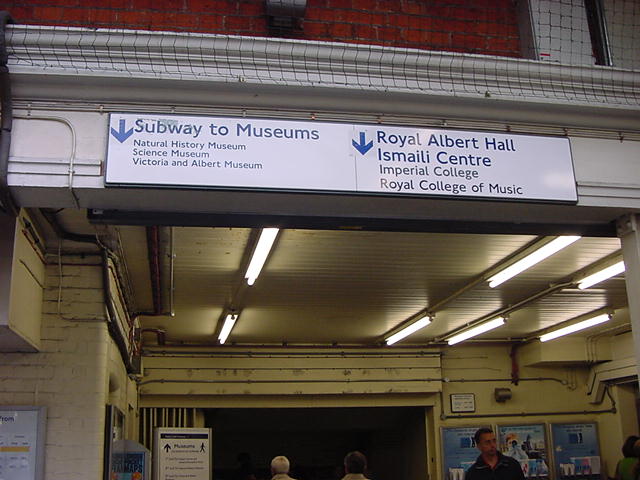 Subway to Museums
Natural History Museum
Science Museum
Victoria and Albert Museum
Royal Albert Hall
Ismaili Centre
Imperial College
Royal College of Music
Museums
from